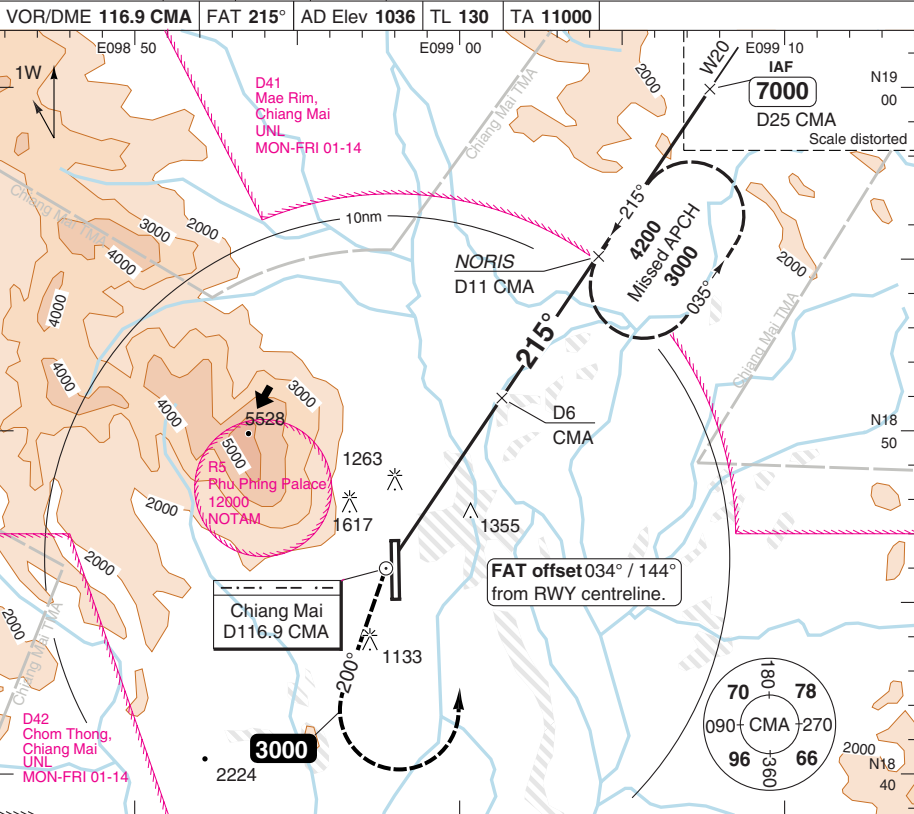 VOR/DME 116.9 CMA
FAT 215°
AD Elev 1036
TL 130
TA 11000
E098 50
E099 00
E099 10
1W
D41
Mae Rim,
Chiang Mai
UNL
MON-FRI 01-14
Chiang Mai TMA
2000
W20
IAF
7000
D25 CMA
Scale distorted
N19
00
Chiang Mai TMA
3000
2000
4000
10nm
215°
4200
Missed APCH
3000
035°
2000
NORIS
D11 CMA
4000
215°
Chiang Mai TMA
4000
4000
3000
5528
5000
D6
CMA
N18
50
R5
Phu Phing Palace
12000
NOTAM
1263
1617
1355
2000
2000
FAT offset 034° / 144°
from RWY centreline.
Chiang Mai
D116.9 CMA
2000
Chiang Mai TMA
1133
200°
D42
Chom Thong,
Chiang Mai
UNL
MON-FRI 01-14
3000
2224
180
70
78
090
CMA
270
96
66
360
2000
N18
40